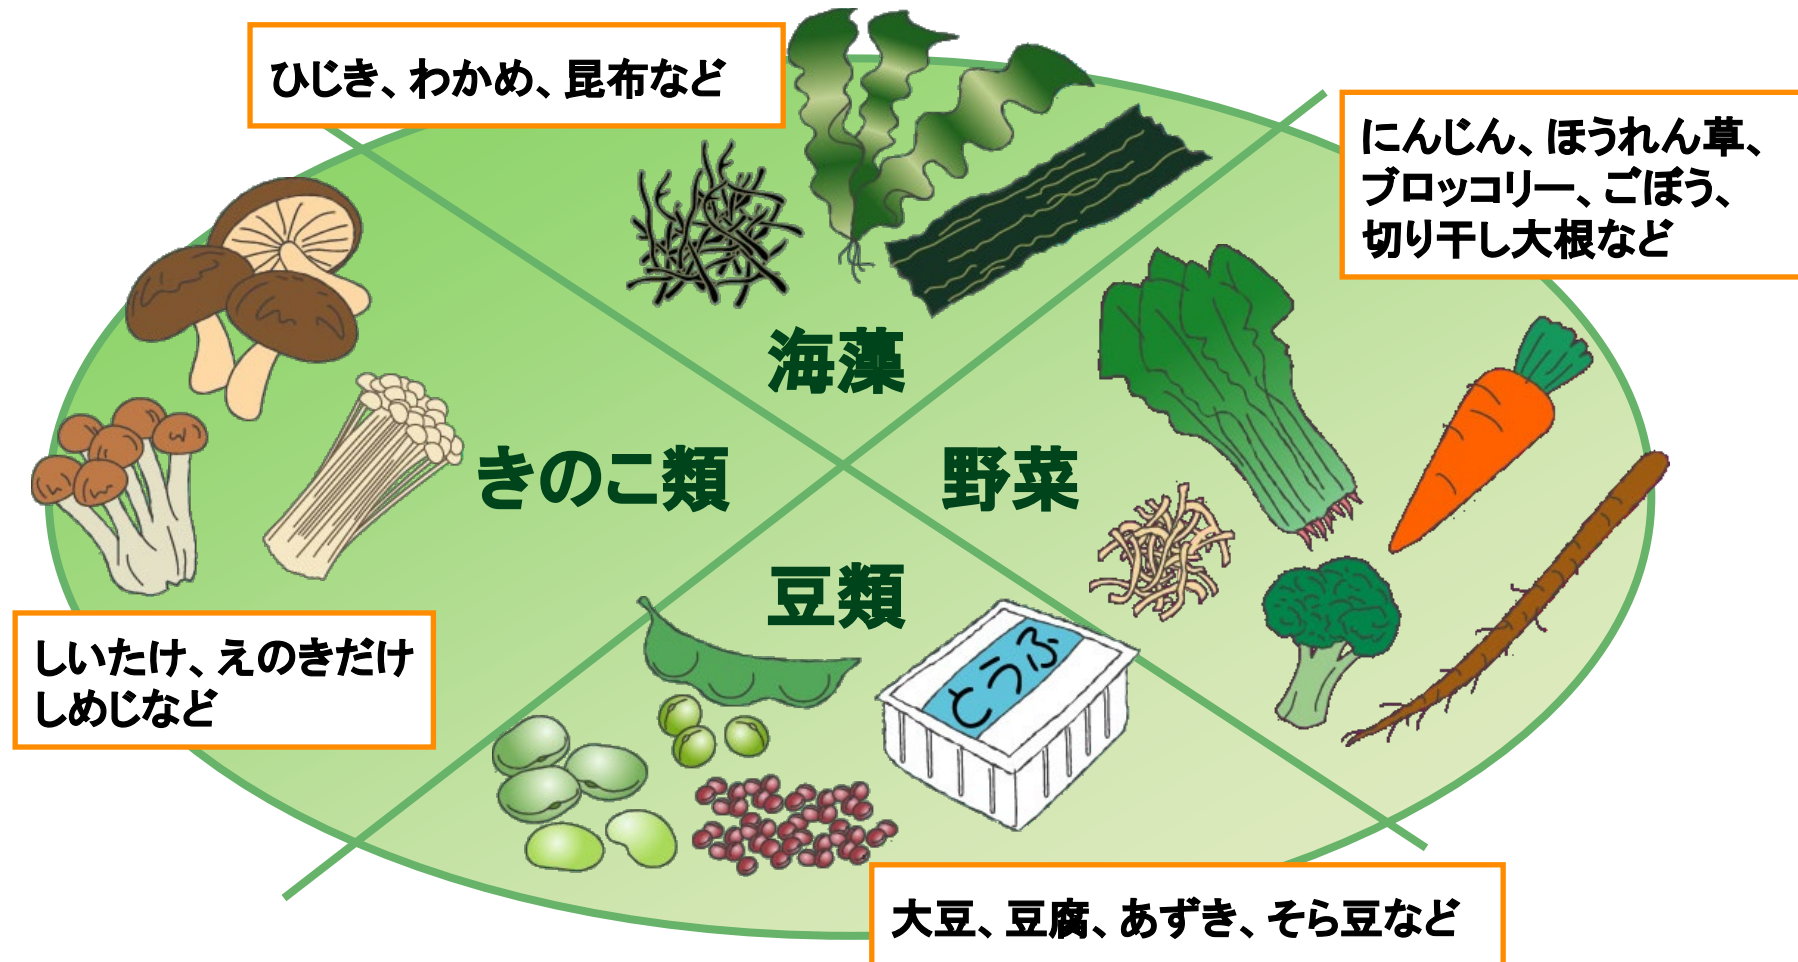 ひじき、わかめ、昆布など
にんじん、ほうれん草、
ブロッコリー、ごぼう、
切り干し大根など
海藻
きのこ類
野菜
豆類
しいたけ、えのきだけ
しめじなど
とうふ
大豆、豆腐、あずき、そら豆など